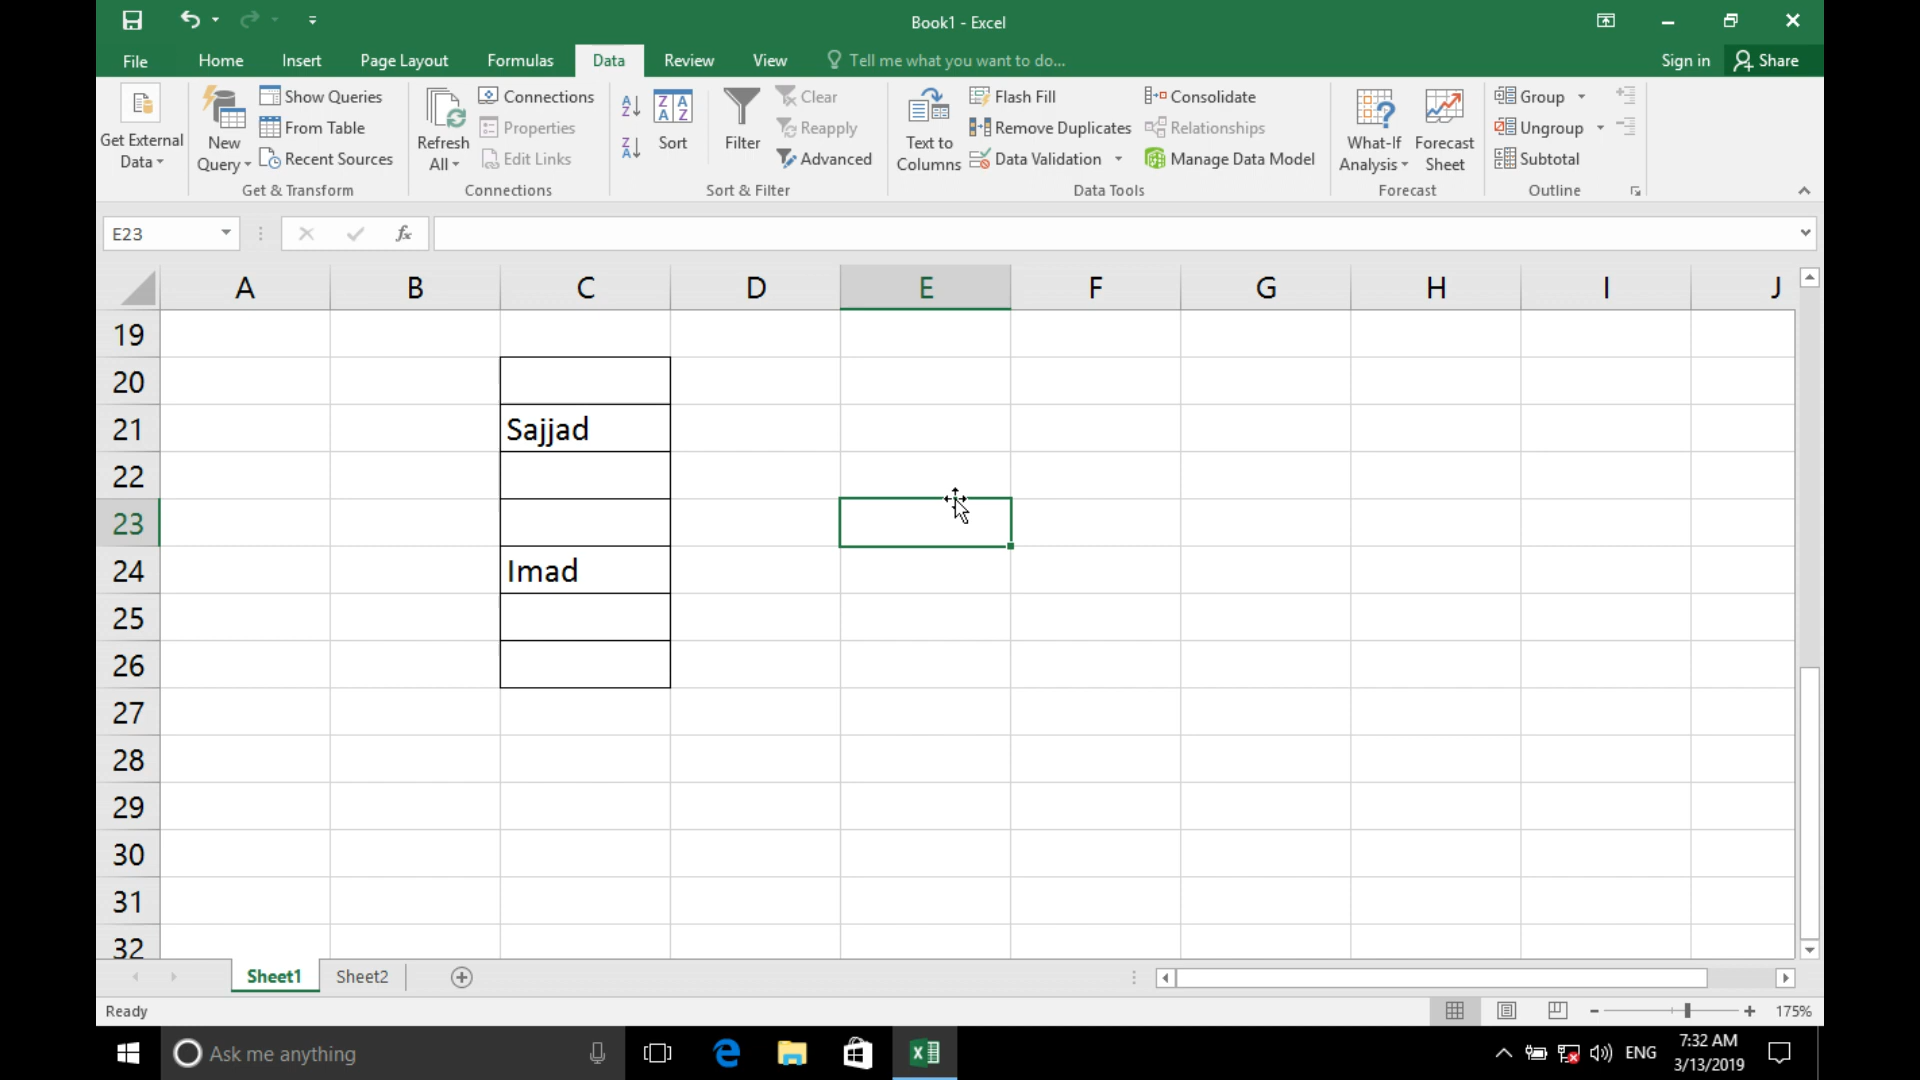 Book1 - Excel
File Home Insert Page Layout Formulas Data Review View Tell me what you want to do... Sign in Share
Get External Data
New Query
Show Queries
From Table
Recent Sources
Get & Transform
Refresh All
Connections
Properties
Edit Links
Connections
Sort
Filter
Clear
Reapply
Advanced
Sort & Filter
Text to Columns
Flash Fill
Remove Duplicates
Data Validation
Consolidate
Relationships
Manage Data Model
Data Tools
What-If Analysis
Forecast Sheet
Forecast
Group
Ungroup
Subtotal
Outline
E23
fx
A B C D E F G H I J
19
20
21 Sajjad
22
23
24 Imad
25
26
27
28
29
30
31
32
Sheet1 Sheet2
Ready 175%
Ask me anything
ENG
7:32 AM
3/13/2019